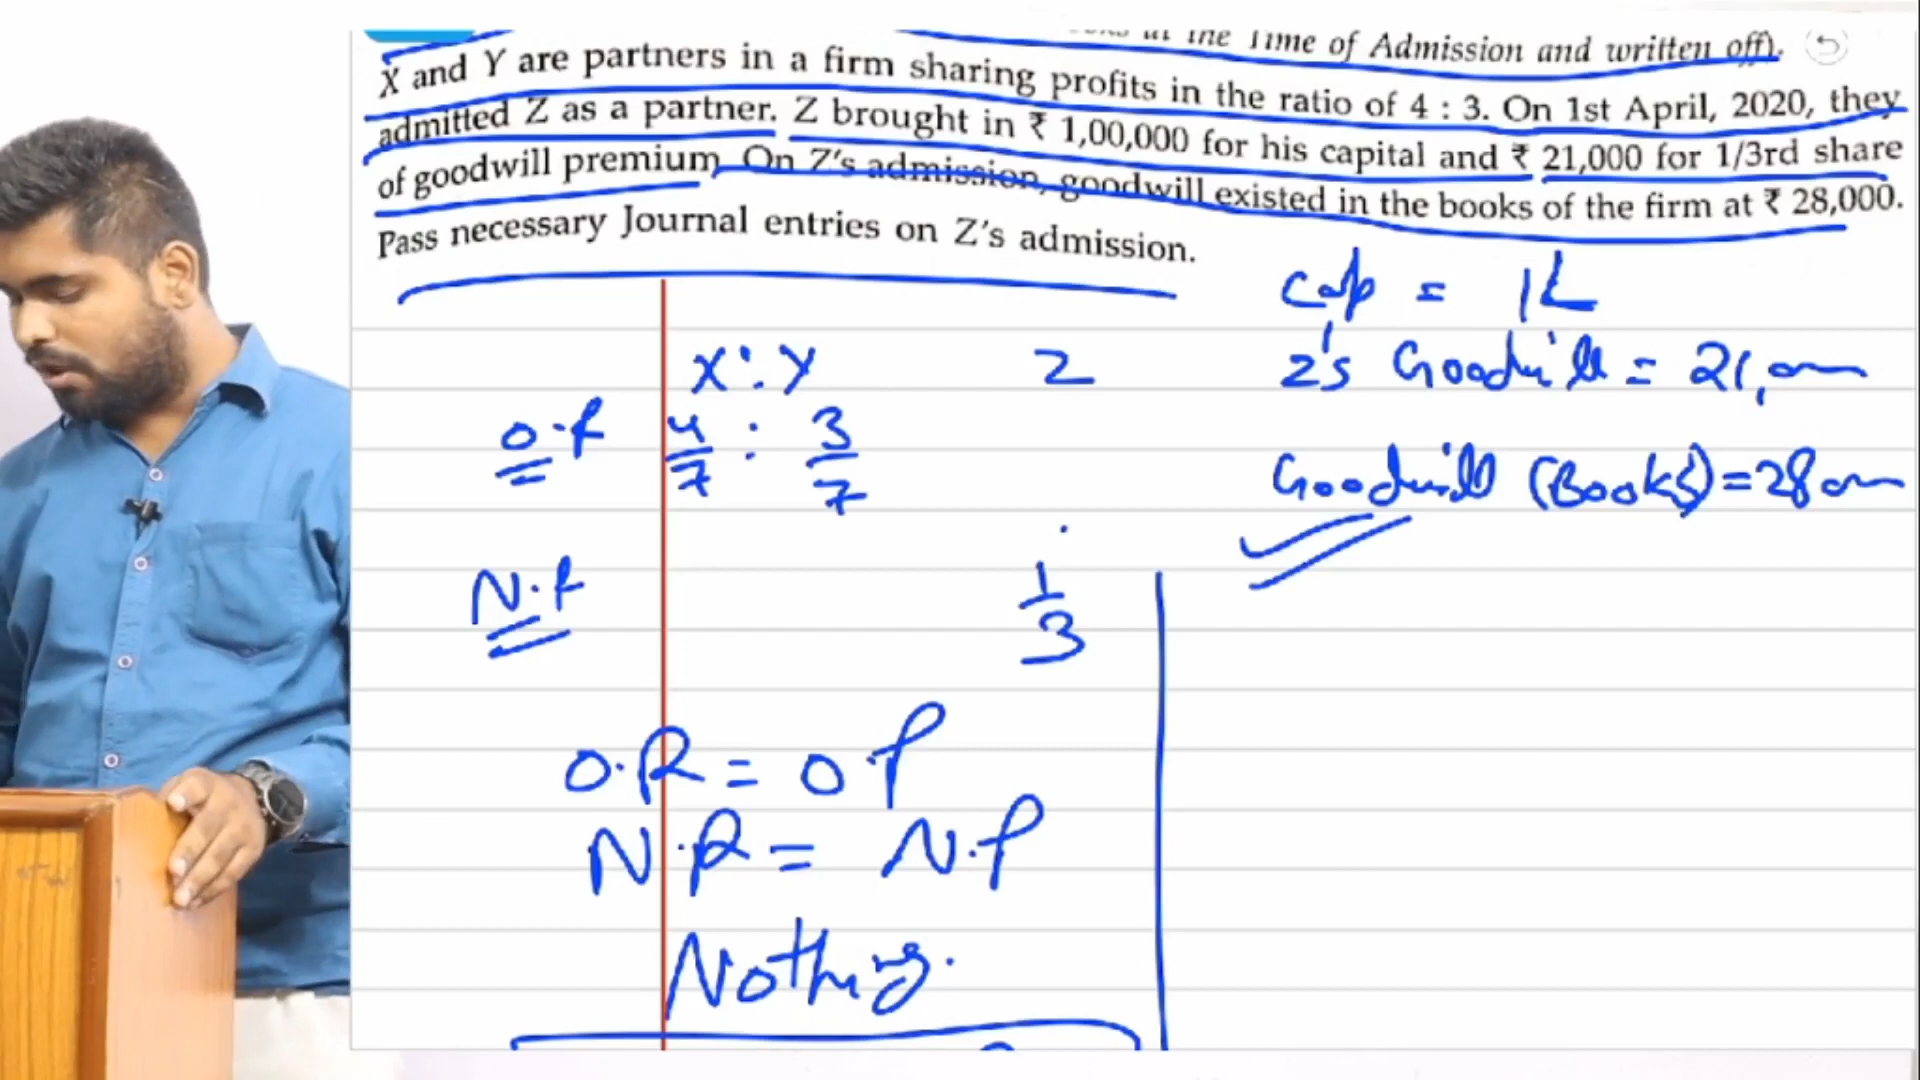 the Time of Admission and written off).
X and Y are partners in a firm sharing profits in the ratio of 4 : 3. On 1st April, 2020, they
admitted Z as a partner. Z brought in ₹ 1,00,000 for his capital and ₹ 21,000 for 1/3rd share
of goodwill premium. On Z's admission, goodwill existed in the books of the firm at ₹ 28,000.
Pass necessary Journal entries on Z's admission.
Cap = 1L
X : Y Z
Z's Goodwill = 21,000
O.R 4/7 : 3/7
Goodwill (Books) = 28000
N.R 1/3
O.R = O.P
N.R = N.P
Nothing.